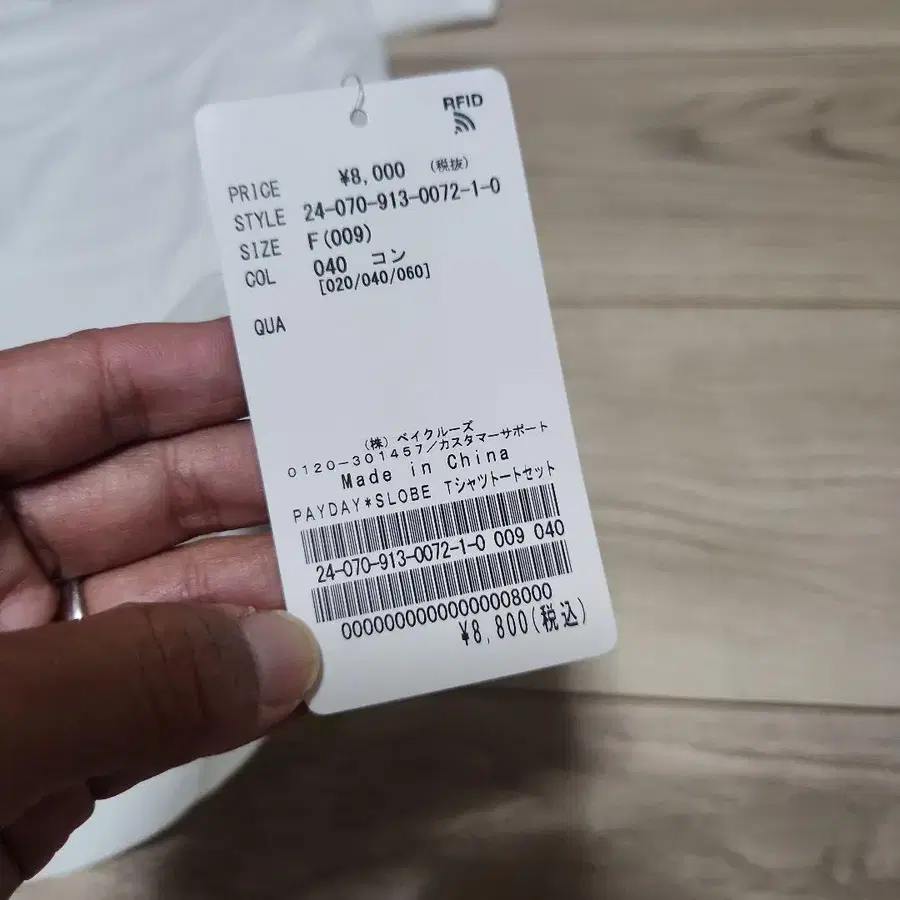 RFID
PRICE ¥8,000 (税抜)
STYLE 24-070-913-0072-1-0
SIZE F(009)
COL 040 コン
[020/040/060]
QUA
(株) ベイクルーズ
0120-301457/カスタマーサポート
Made in China
PAYDAY*SLOBE Tシャツトートセット
24-070-913-0072-1-0 009 040
00000000000000008000
¥8,800(税込)